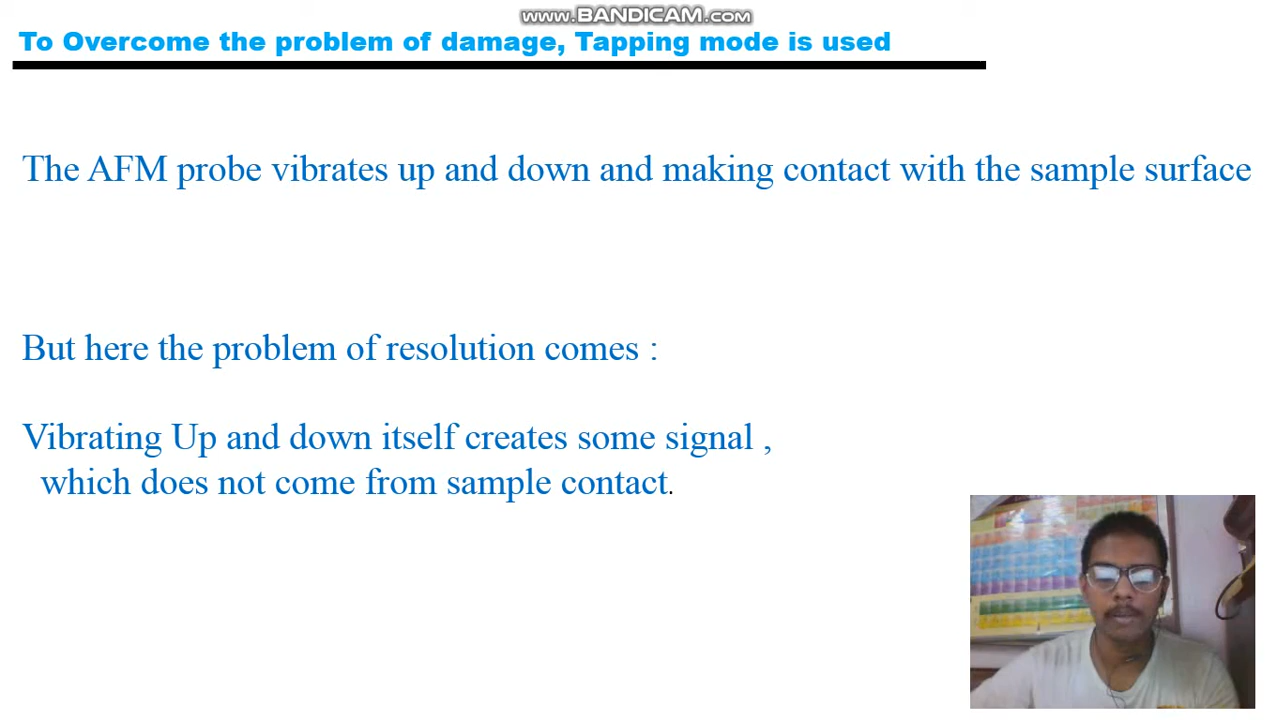 www.BANDICAM.com
To Overcome the problem of damage, Tapping mode is used
The AFM probe vibrates up and down and making contact with the sample surface
But here the problem of resolution comes :
Vibrating Up and down itself creates some signal ,
which does not come from sample contact.